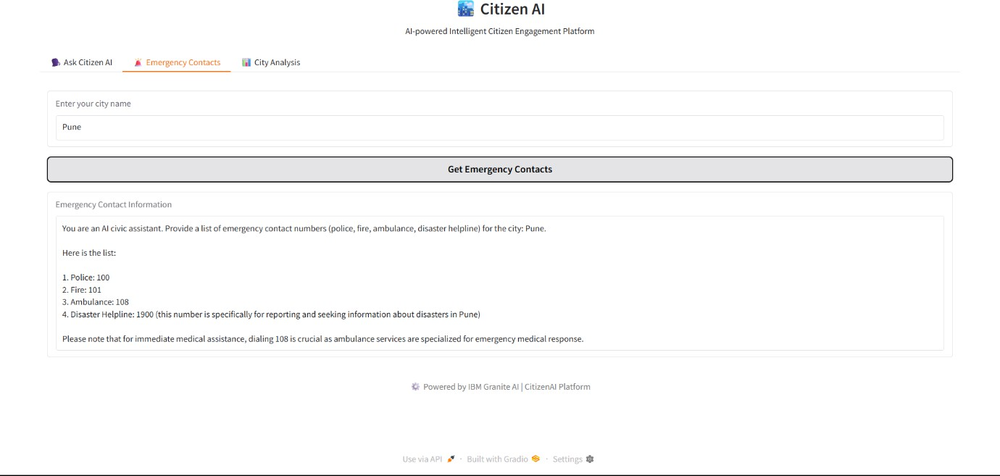 Citizen AI
AI-powered Intelligent Citizen Engagement Platform
Ask Citizen AI
Emergency Contacts
City Analysis
Enter your city name
Pune
Get Emergency Contacts
Emergency Contact Information
You are an AI civic assistant. Provide a list of emergency contact numbers (police, fire, ambulance, disaster helpline) for the city: Pune.
Here is the list:
1. Police: 100
2. Fire: 101
3. Ambulance: 108
4. Disaster Helpline: 1900 (this number is specifically for reporting and seeking information about disasters in Pune)
Please note that for immediate medical assistance, dialing 108 is crucial as ambulance services are specialized for emergency medical response.
Powered by IBM Granite AI | CitizenAI Platform
Use via API · Built with Gradio · Settings